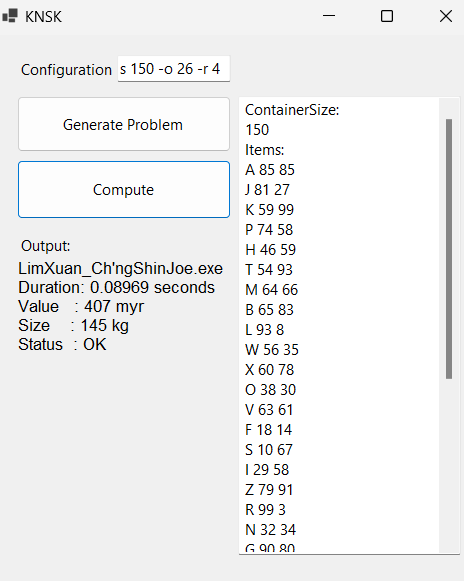 KNSK
Configuration s 150 -o 26 -r 4
Generate Problem
Compute
Output:
LimXuan_Ch'ngShinJoe.exe
Duration: 0.08969 seconds
Value : 407 myr
Size : 145 kg
Status : OK
ContainerSize:
150
Items:
A 85 85
J 81 27
K 59 99
P 74 58
H 46 59
T 54 93
M 64 66
B 65 83
L 93 8
W 56 35
X 60 78
O 38 30
V 63 61
F 18 14
S 10 67
I 29 58
Z 79 91
R 99 3
N 32 34
G 90 80